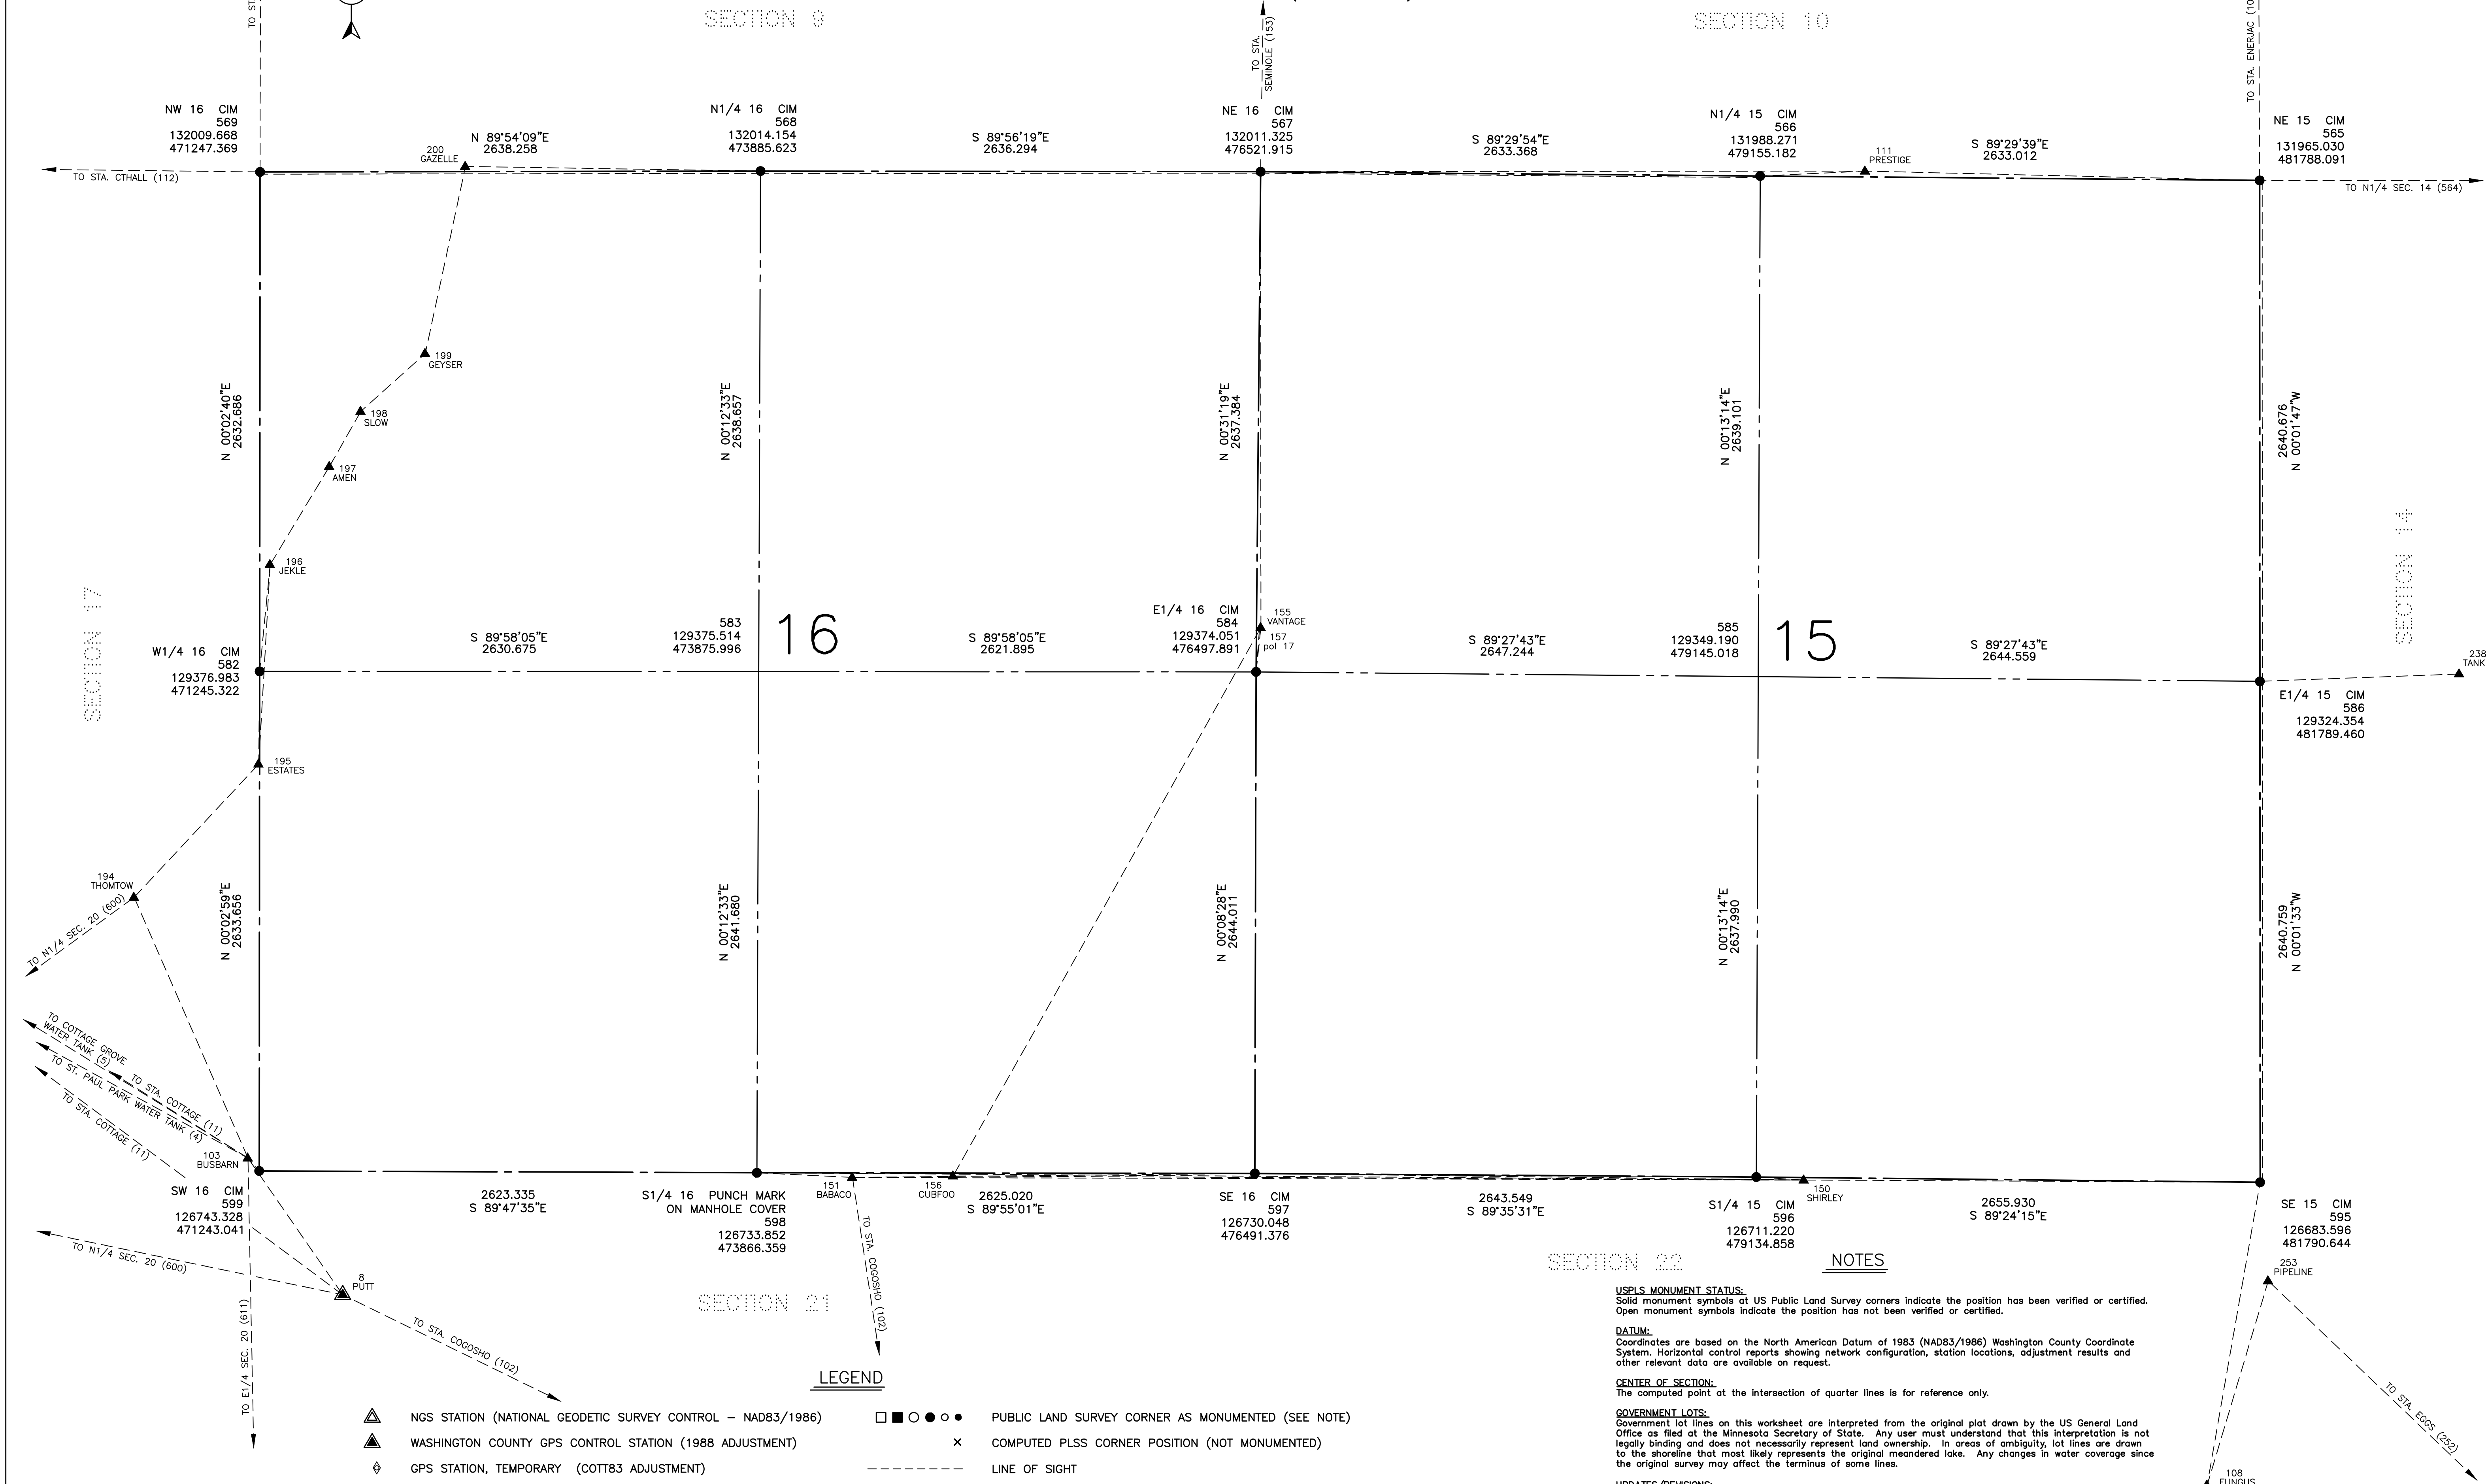 TO ST
SECTION 9
TO STA.
SEMINOLE (153)
SECTION 10
TO STA. ENERJAC (10
NW 16 CIM
569
132009.668
471247.369
N 89°54'09"E
2638.258
N1/4 16 CIM
568
132014.154
473885.623
S 89°56'19"E
2636.294
NE 16 CIM
567
132011.325
476521.915
S 89°29'54"E
2633.368
N1/4 15 CIM
566
131988.271
479155.182
S 89°29'39"E
2633.012
NE 15 CIM
565
131965.030
481788.091
200
GAZELLE
111
PRESTIGE
TO STA. CTHALL (112)
TO N1/4 SEC. 14 (564)
199
GEYSER
198
SLOW
197
AMEN
196
JEKLE
N 00°02'40"E
2632.686
N 00°12'33"E
2638.657
N 00°31'19"E
2637.384
N 00°13'14"E
2639.101
2640.676
N 00°01'47"W
SECTION 17
SECTION 14
W1/4 16 CIM
582
129376.983
471245.322
S 89°58'05"E
2630.675
583
129375.514
473875.996
16
S 89°58'05"E
2621.895
E1/4 16 CIM
584
129374.051
476497.891
155
VANTAGE
157
pol 17
S 89°27'43"E
2647.244
585
129349.190
479145.018
15
S 89°27'43"E
2644.559
238
TANK
E1/4 15 CIM
586
129324.354
481789.460
195
ESTATES
194
THOMTOW
TO N1/4 SEC. 20 (600)
N 00°02'59"E
2633.656
N 00°12'33"E
2641.680
N 00°08'28"E
2644.011
N 00°13'14"E
2637.990
2640.759
N 00°01'33"W
TO COTTAGE GROVE
WATER TANK (5)
TO STA. COTTAGE (11)
TO ST. PAUL PARK WATER TANK (4)
TO STA. COTTAGE (11)
103
BUSBARN
SW 16 CIM
599
126743.328
471243.041
2623.335
S 89°47'35"E
S1/4 16 PUNCH MARK
ON MANHOLE COVER
598
126733.852
473866.359
151
BABACO
156
CUBFOO
2625.020
S 89°55'01"E
SE 16 CIM
597
126730.048
476491.376
2643.549
S 89°35'31"E
S1/4 15 CIM
596
126711.220
479134.858
150
SHIRLEY
2655.930
S 89°24'15"E
SE 15 CIM
595
126683.596
481790.644
TO N1/4 SEC. 20 (600)
8
PUTT
TO STA. COGOSHO (102)
TO E1/4 SEC. 20 (611)
TO STA. COGOSHO (102)
SECTION 21
SECTION 22
253
PIPELINE
TO STA. EGGS (252)
108
FUNGUS
LEGEND
NGS STATION (NATIONAL GEODETIC SURVEY CONTROL – NAD83/1986)
WASHINGTON COUNTY GPS CONTROL STATION (1988 ADJUSTMENT)
GPS STATION, TEMPORARY (COTT83 ADJUSTMENT)
PUBLIC LAND SURVEY CORNER AS MONUMENTED (SEE NOTE)
COMPUTED PLSS CORNER POSITION (NOT MONUMENTED)
LINE OF SIGHT
NOTES
USPLS MONUMENT STATUS:
Solid monument symbols at US Public Land Survey corners indicate the position has been verified or certified.
Open monument symbols indicate the position has not been verified or certified.
DATUM:
Coordinates are based on the North American Datum of 1983 (NAD83/1986) Washington County Coordinate
System. Horizontal control reports showing network configuration, station locations, adjustment results and
other relevant data are available on request.
CENTER OF SECTION:
The computed point at the intersection of quarter lines is for reference only.
GOVERNMENT LOTS:
Government lot lines on this worksheet are interpreted from the original plat drawn by the US General Land
Office as filed at the Minnesota Secretary of State. Any user must understand that this interpretation is not
legally binding and does not necessarily represent land ownership. In areas of ambiguity, lot lines are drawn
to the shoreline that most likely represents the original meandered lake. Any changes in water coverage since
the original survey may affect the terminus of some lines.
UPDATES/REVISIONS: